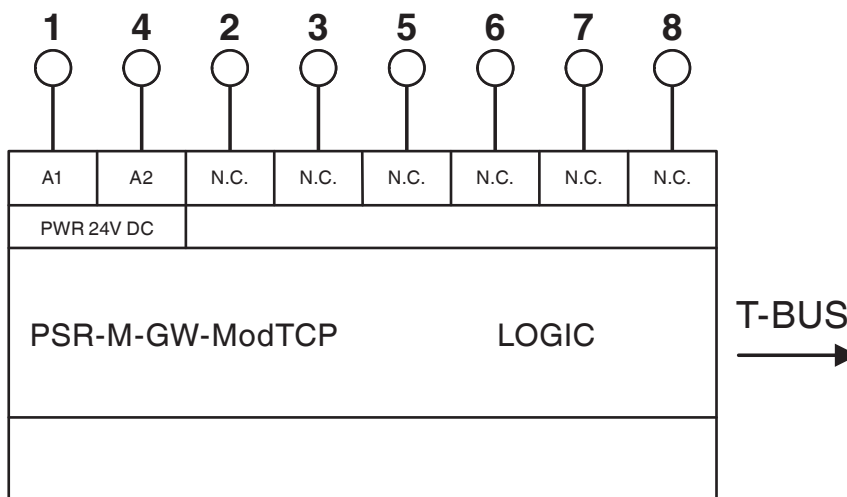 1 4 2 3 5 6 7 8
A1 A2 N.C. N.C. N.C. N.C. N.C. N.C.
PWR 24V DC
PSR-M-GW-ModTCP LOGIC
T-BUS